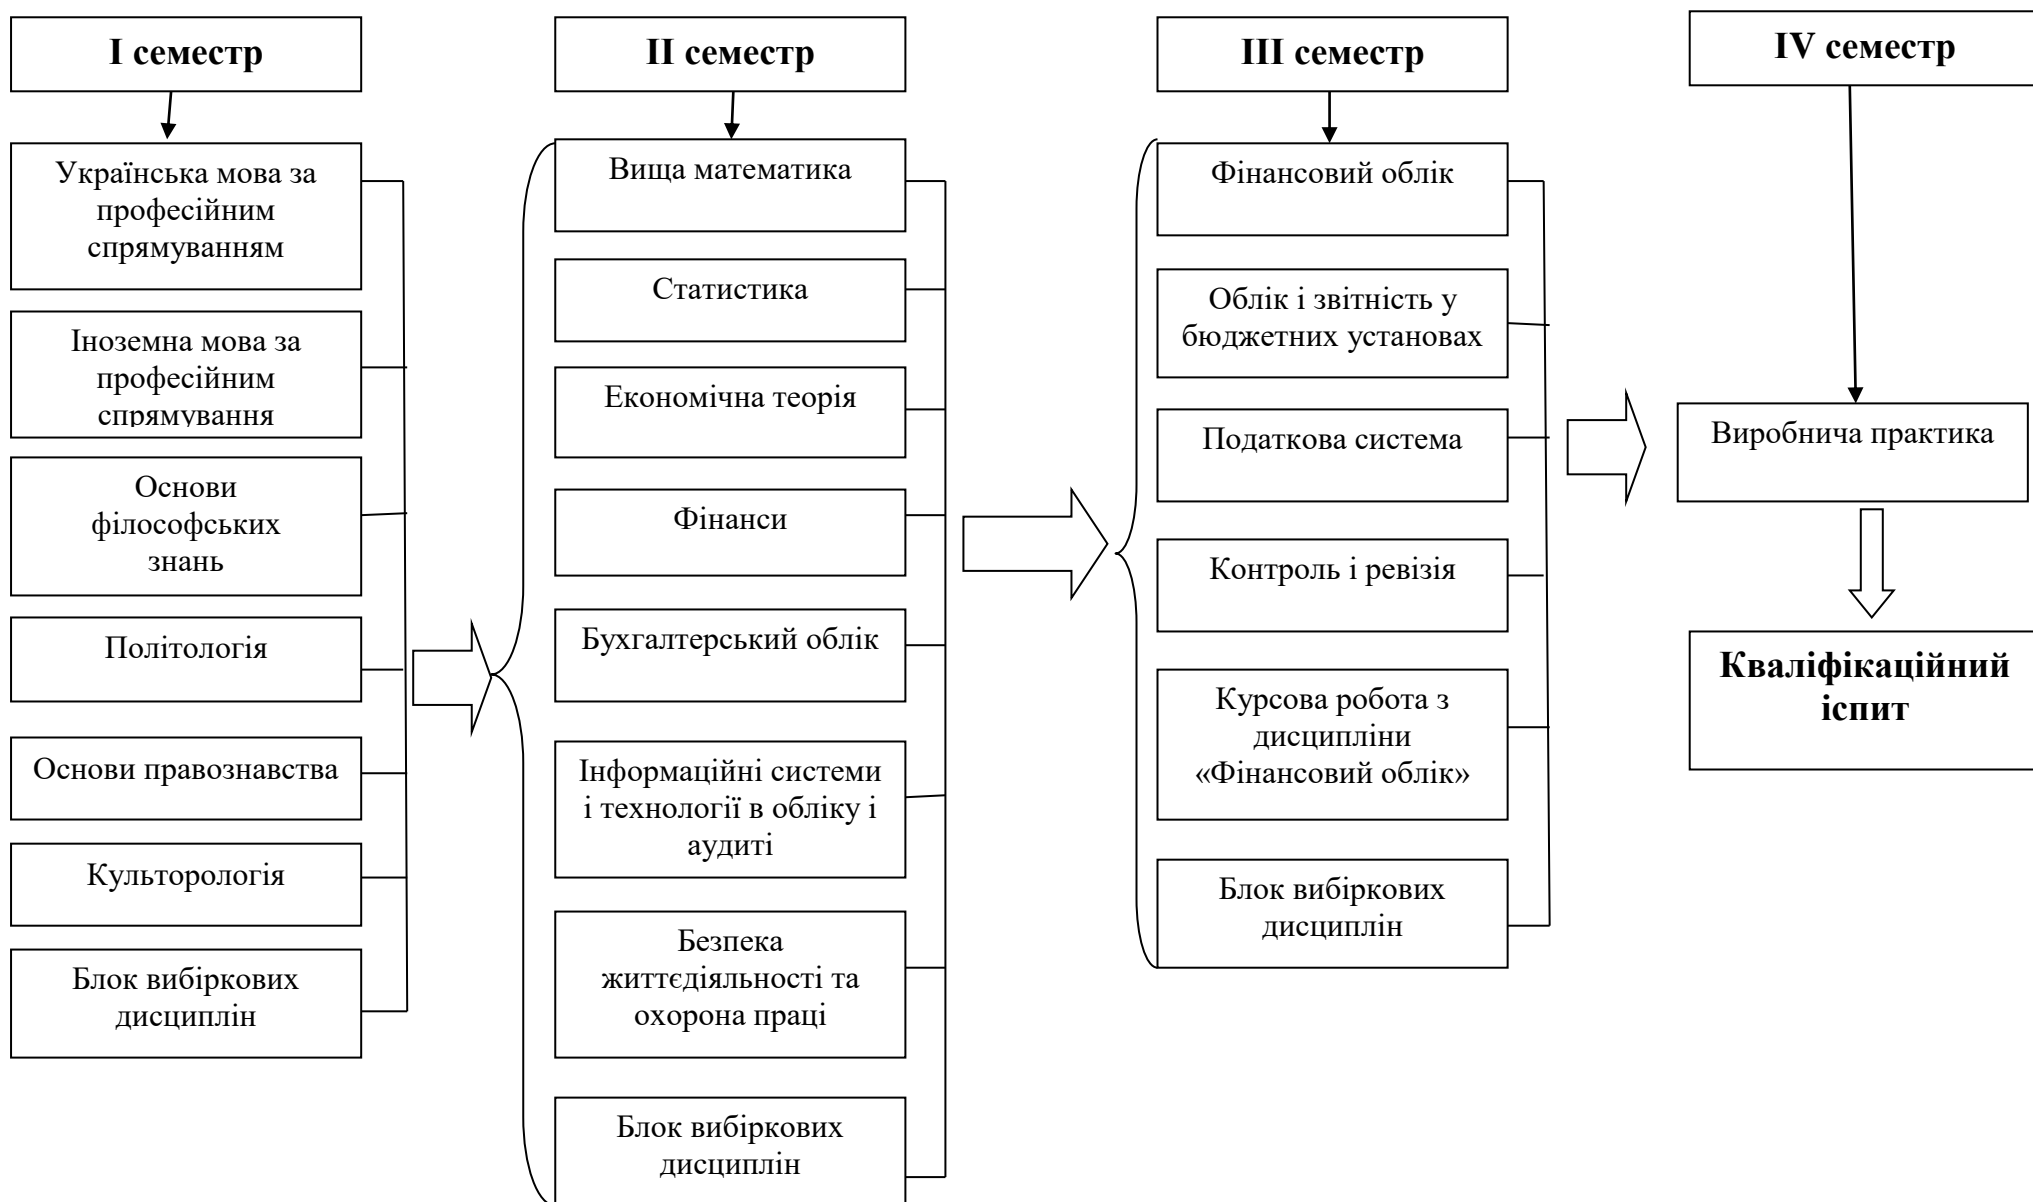 I семестр
Українська мова за
професійним
спрямуванням
Іноземна мова за
професійним
спрямування
Основи
філософських
знань
Політологія
Основи правознавства
Культорологія
Блок вибіркових
дисциплін
II семестр
Вища математика
Статистика
Економічна теорія
Фінанси
Бухгалтерський облік
Інформаційні системи
і технології в обліку і
аудиті
Безпека
життєдіяльності та
охорона праці
Блок вибіркових
дисциплін
III семестр
Фінансовий облік
Облік і звітність у
бюджетних установах
Податкова система
Контроль і ревізія
Курсова робота з
дисципліни
«Фінансовий облік»
Блок вибіркових
дисциплін
IV семестр
Виробнича практика
Кваліфікаційний
іспит